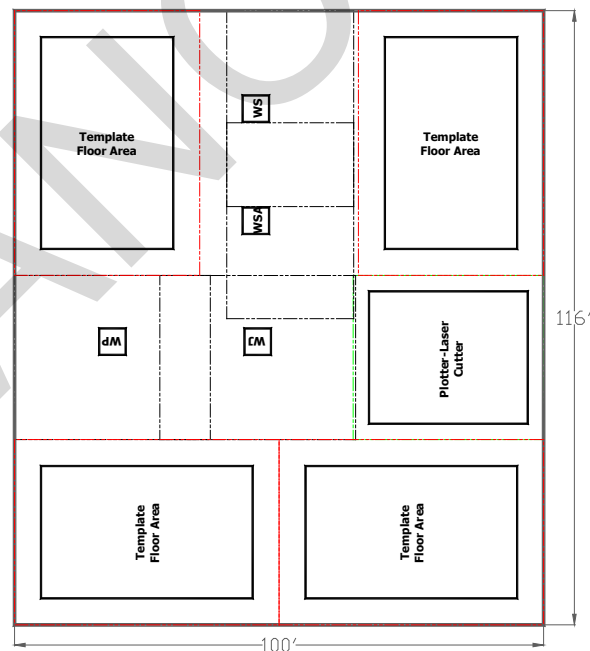 WS
Template
Floor Area
Template
Floor Area
WSA
116'
WP
WJ
Plotter-Laser
Cutter
Template
Floor Area
Template
Floor Area
100'